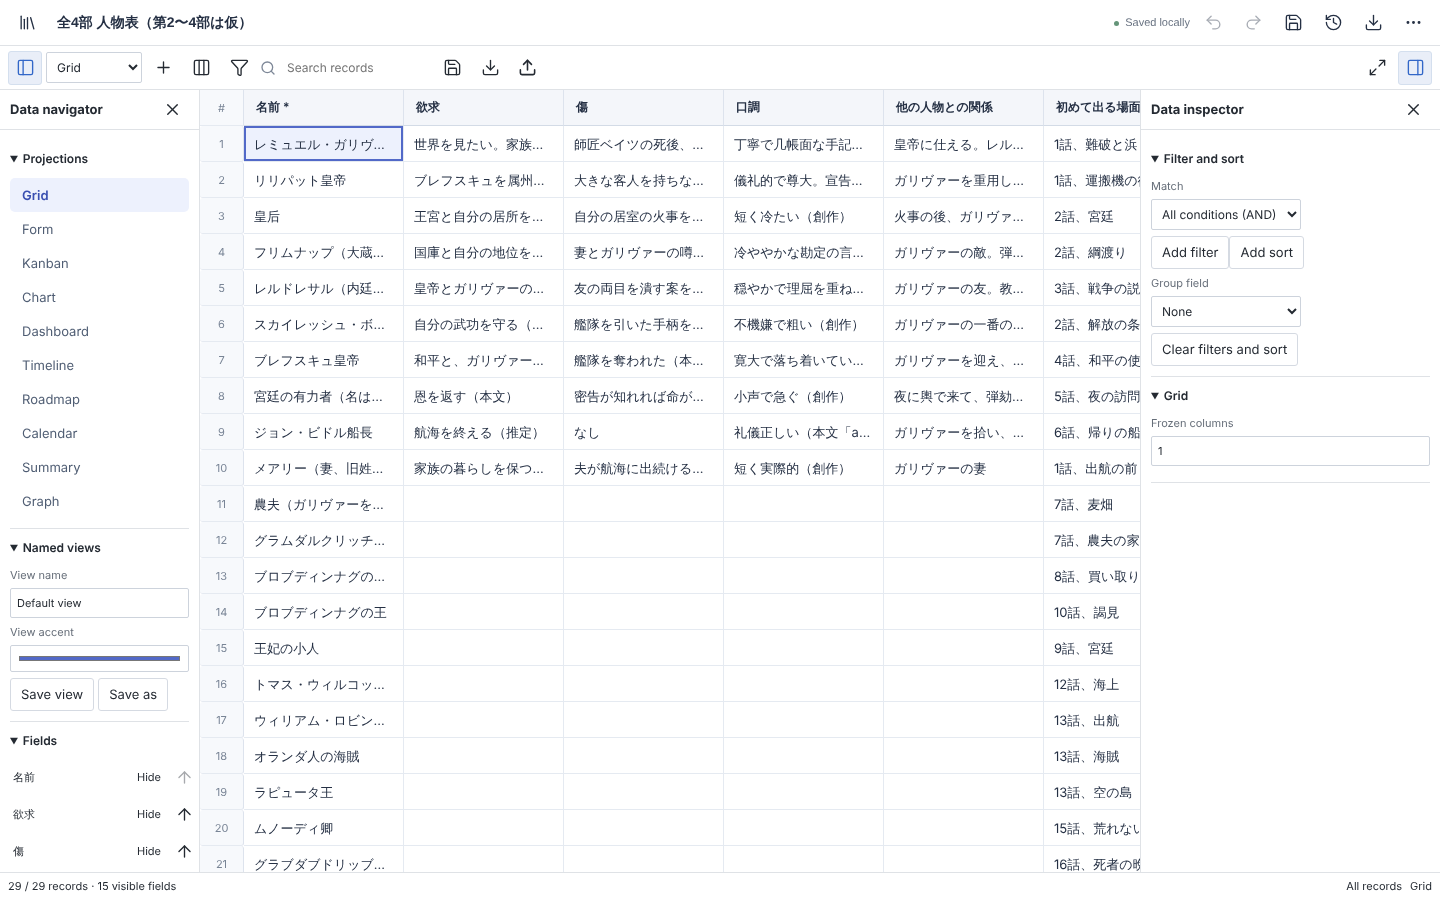 全4部 人物表（第2〜4部は仮）
Saved locally
Grid
Search records
Data navigator
Projections
Grid
Form
Kanban
Chart
Dashboard
Timeline
Roadmap
Calendar
Summary
Graph
Named views
View name
Default view
View accent
Save view Save as
Fields
名前 Hide
欲求 Hide
傷 Hide
# 名前 * 欲求 傷 口調 他の人物との関係 初めて出る場面
1 レミュエル・ガリヴ... 世界を見たい。家族... 師匠ベイツの死後、... 丁寧で几帳面な手記... 皇帝に仕える。レル... 1話、難破と浜
2 リリパット皇帝 ブレフスキュを属州... 大きな客人を持ちな... 儀礼的で尊大。宣告... ガリヴァーを重用し... 1話、運搬機の
3 皇后 王宮と自分の居所を... 自分の居室の火事を... 短く冷たい（創作） 火事の後、ガリヴァ... 2話、宮廷
4 フリムナップ（大蔵... 国庫と自分の地位を... 妻とガリヴァーの噂... 冷ややかな勘定の言... ガリヴァーの敵。弾... 2話、綱渡り
5 レルドレサル（内廷... 皇帝とガリヴァーの... 友の両目を潰す案を... 穏やかで理屈を重ね... ガリヴァーの友。教... 3話、戦争の説
6 スカイレッシュ・ボ... 自分の武功を守る（... 艦隊を引いた手柄を... 不機嫌で粗い（創作） ガリヴァーの一番の... 2話、解放の条
7 ブレフスキュ皇帝 和平と、ガリヴァー... 艦隊を奪われた（本... 寛大で落ち着いてい... ガリヴァーを迎え、... 4話、和平の使
8 宮廷の有力者（名は... 恩を返す（本文） 密告が知れれば命が... 小声で急ぐ（創作） 夜に輿で来て、弾劾... 5話、夜の訪問
9 ジョン・ビドル船長 航海を終える（推定） なし 礼儀正しい（本文「a... ガリヴァーを拾い、... 6話、帰りの船
10 メアリー（妻、旧姓... 家族の暮らしを保つ... 夫が航海に出続ける... 短く実際的（創作） ガリヴァーの妻 1話、出航の前
11 農夫（ガリヴァーを... 7話、麦畑
12 グラムダルクリッチ... 7話、農夫の家
13 ブロブディンナグの... 8話、買い取り
14 ブロブディンナグの王 10話、謁見
15 王妃の小人 9話、宮廷
16 トマス・ウィルコッ... 12話、海上
17 ウィリアム・ロビン... 13話、出航
18 オランダ人の海賊 13話、海賊
19 ラピュータ王 13話、空の島
20 ムノーディ卿 15話、荒れない
21 グラブダブドリッブ... 16話、死者の晩
Data inspector
Filter and sort
Match
All conditions (AND)
Add filter Add sort
Group field
None
Clear filters and sort
Grid
Frozen columns
1
29 / 29 records · 15 visible fields
All records Grid